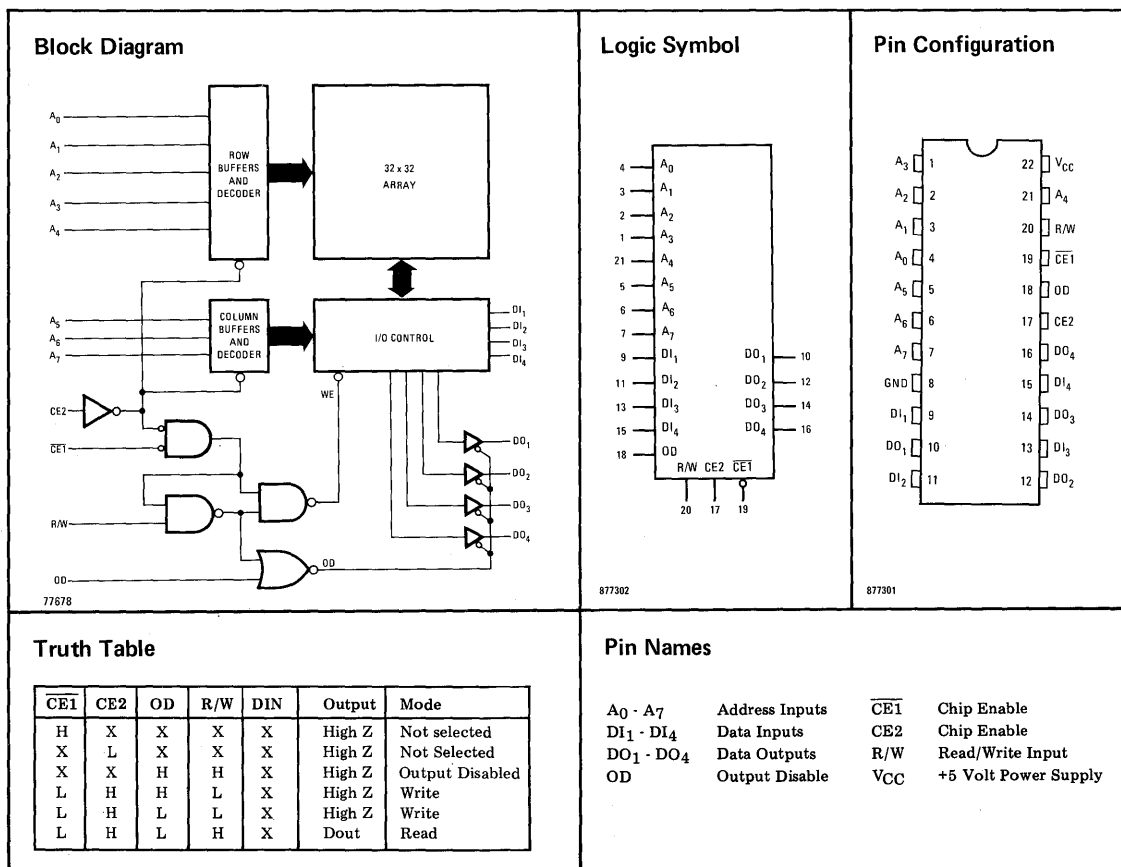 Block Diagram
A0
A1
A2
A3
A4
ROW
BUFFERS
AND
DECODER
32 x 32
ARRAY
A5
A6
A7
COLUMN
BUFFERS
AND
DECODER
I/O CONTROL
DI1
DI2
DI3
DI4
WE
CE2
CE1
R/W
OD
OD
DO1
DO2
DO3
DO4
77678
Logic Symbol
4 A0
3 A1
2 A2
1 A3
21 A4
5 A5
6 A6
7 A7
9 DI1 DO1 10
11 DI2 DO2 12
13 DI3 DO3 14
15 DI4 DO4 16
18 OD
R/W CE2 CE1
20 17 19
877302
Pin Configuration
A3 1 22 VCC
A2 2 21 A4
A1 3 20 R/W
A0 4 19 CE1
A5 5 18 OD
A6 6 17 CE2
A7 7 16 DO4
GND 8 15 DI4
DI1 9 14 DO3
DO1 10 13 DI3
DI2 11 12 DO2
877301
Truth Table
CE1 CE2 OD R/W DIN Output Mode
H X X X X High Z Not selected
X L X X X High Z Not Selected
X X H H X High Z Output Disabled
L H H L X High Z Write
L H L L X High Z Write
L H L H X Dout Read
Pin Names
A0 - A7 Address Inputs CE1 Chip Enable
DI1 - DI4 Data Inputs CE2 Chip Enable
DO1 - DO4 Data Outputs R/W Read/Write Input
OD Output Disable VCC +5 Volt Power Supply